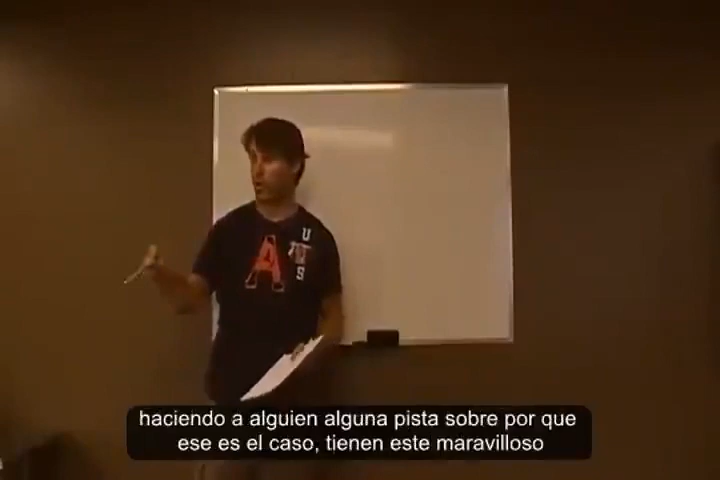 A
U
S
haciendo a alguien alguna pista sobre por que
ese es el caso, tienen este maravilloso